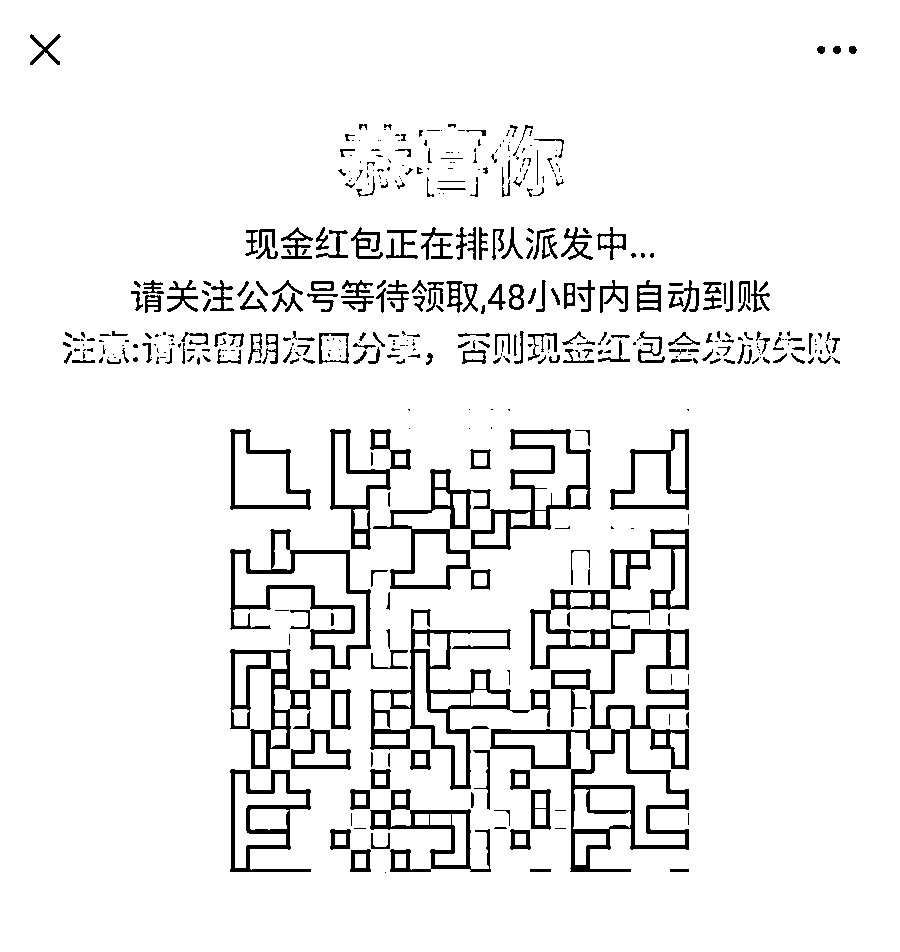 恭喜你
现金红包正在排队派发中...
请关注公众号等待领取,48小时内自动到账
注意:请保留朋友圈分享，否则现金红包会发放失败